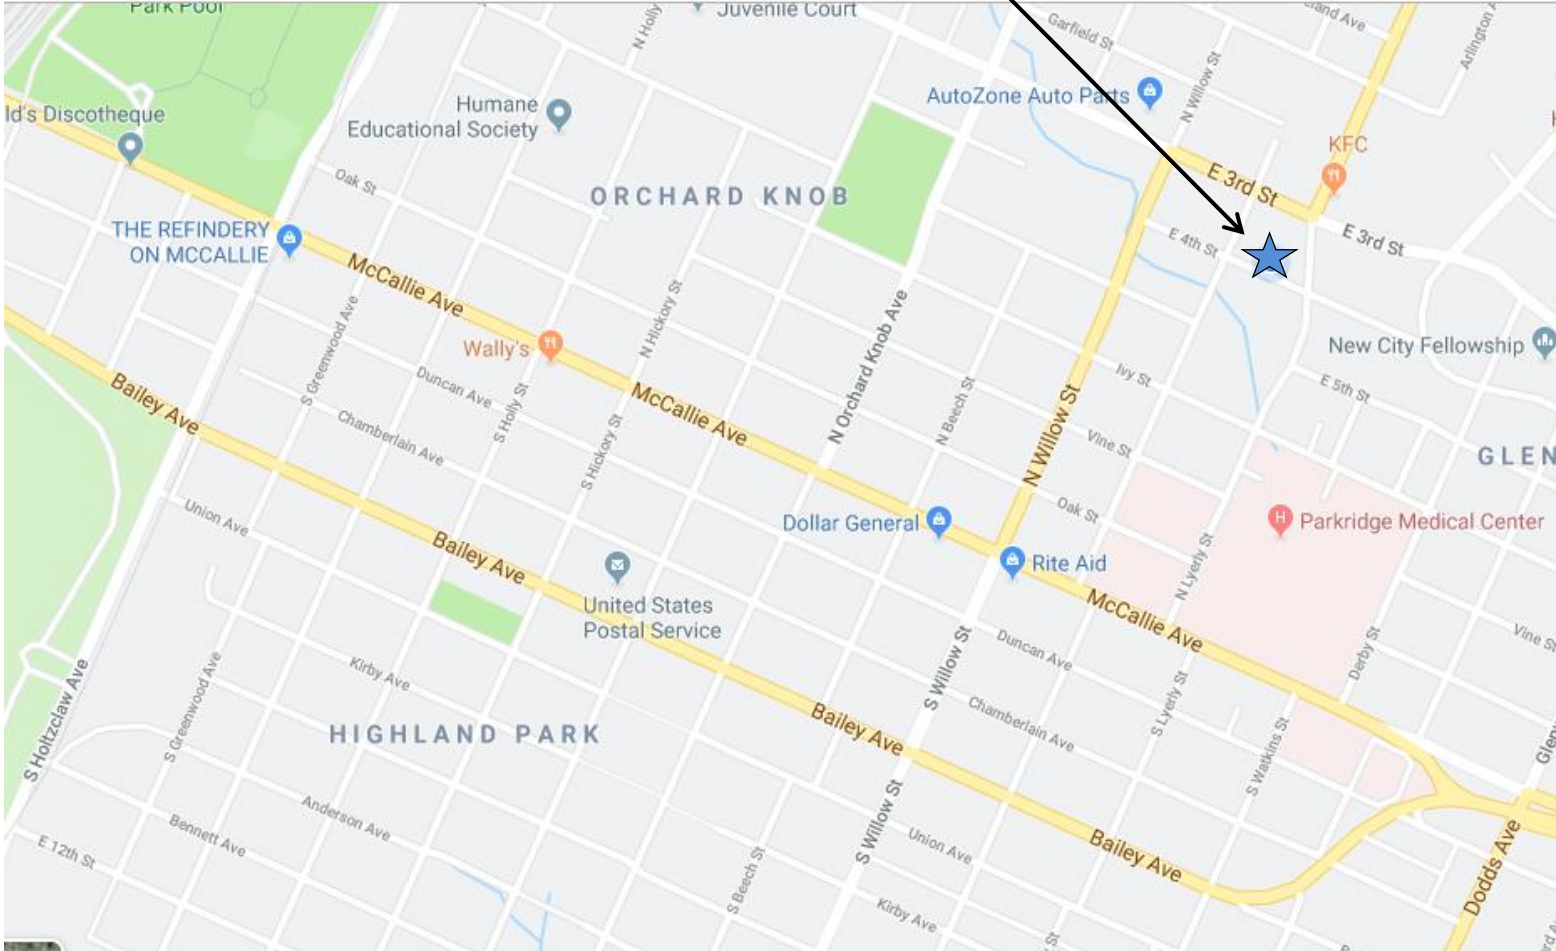 Park Pool
Juvenile Court
N Holly
Garfield St
Arlington
N Willow St
ld's Discotheque
Humane
Educational Society
AutoZone Auto Parts
KFC
E 3rd St
Oak St
ORCHARD KNOB
THE REFINDERY
ON MCCALLIE
E 4th St
E 3rd St
McCallie Ave
N Hickory St
S Greenwood Ave
Wally's
N Orchard Knob Ave
New City Fellowship
Duncan Ave
Ivy St
E 5th St
Bailey Ave
McCallie Ave
S Holly St
N Beech St
N Willow St
Chamberlain Ave
S Hickory St
Vine St
GLEN
Union Ave
Dollar General
Oak St
Parkridge Medical Center
H
Bailey Ave
Rite Aid
N Lyerly St
United States
Postal Service
McCallie Ave
Vine St
Duncan Ave
Derby St
Kirby Ave
S Willow St
S Greenwood Ave
S Holtzclaw Ave
HIGHLAND PARK
Bailey Ave
Chamberlain Ave
S Lyerly St
S Watkins St
Glen
Anderson Ave
Bennett Ave
E 12th St
S Willow St
Union Ave
Bailey Ave
Dodds Ave
S Beech St
Kirby Ave
St